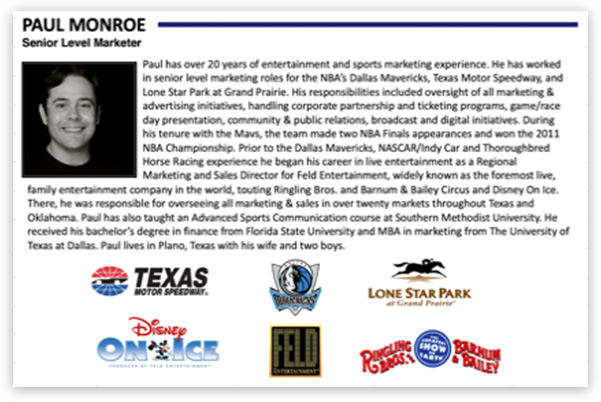 PAUL MONROE
Senior Level Marketer
Paul has over 20 years of entertainment and sports marketing experience. He has worked
in senior level marketing roles for the NBA's Dallas Mavericks, Texas Motor Speedway, and
Lone Star Park at Grand Prairie. His responsibilities included oversight of all marketing &
advertising initiatives, handling corporate partnership and ticketing programs, game/race
day presentation, community & public relations, broadcast and digital initiatives. During
his tenure with the Mavs, the team made two NBA Finals appearances and won the 2011
NBA Championship. Prior to the Dallas Mavericks, NASCAR/Indy Car and Thoroughbred
Horse Racing experience he began his career in live entertainment as a Regional
Marketing and Sales Director for Feld Entertainment, widely known as the foremost live,
family entertainment company in the world, touting Ringling Bros. and Barnum & Bailey Circus and Disney On Ice.
There, he was responsible for overseeing all marketing & sales in over twenty markets throughout Texas and
Oklahoma. Paul has also taught an Advanced Sports Communication course at Southern Methodist University. He
received his bachelor's degree in finance from Florida State University and MBA in marketing from The University of
Texas at Dallas. Paul lives in Plano, Texas with his wife and two boys.
TEXAS
MOTOR SPEEDWAY
DALLAS
MAVERICKS
LONE STAR PARK
at Grand Prairie
Disney
ON ICE
PRODUCED BY FELD ENTERTAINMENT
FELD
ENTERTAINMENT
RINGLING
BROS.
THE GREATEST
SHOW
ON
EARTH
BARNUM
& BAILEY